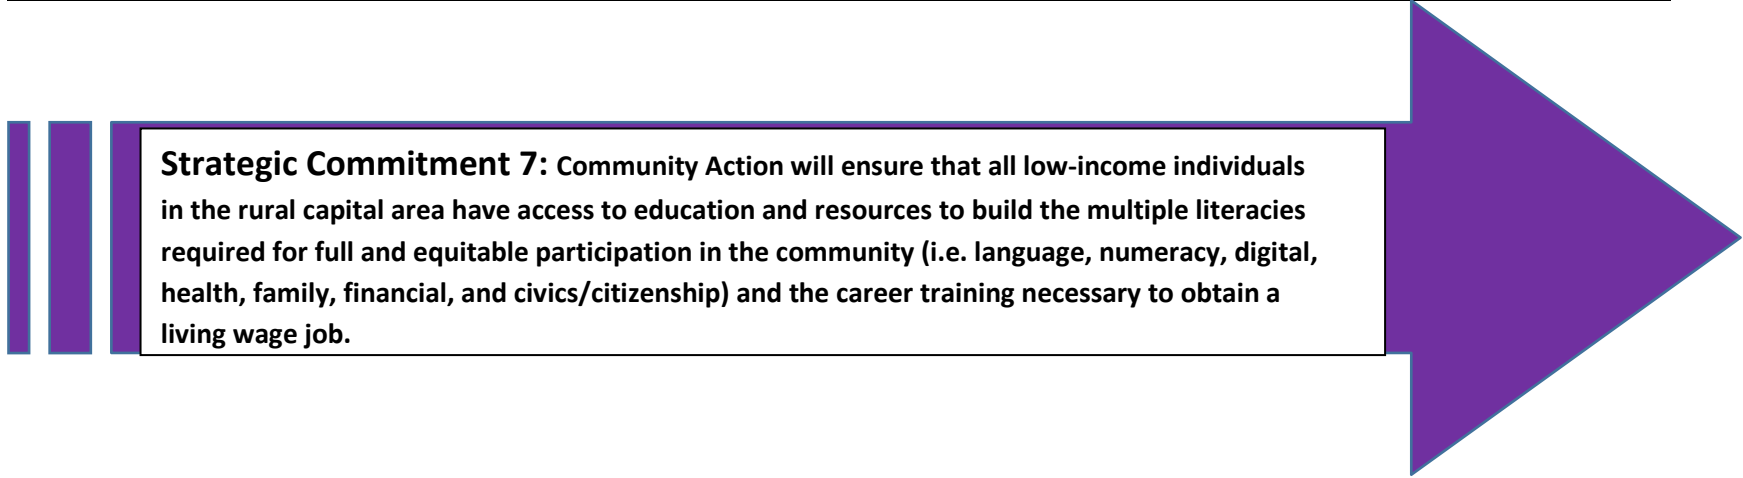 Strategic Commitment 7: Community Action will ensure that all low-income individuals
in the rural capital area have access to education and resources to build the multiple literacies
required for full and equitable participation in the community (i.e. language, numeracy, digital,
health, family, financial, and civics/citizenship) and the career training necessary to obtain a
living wage job.